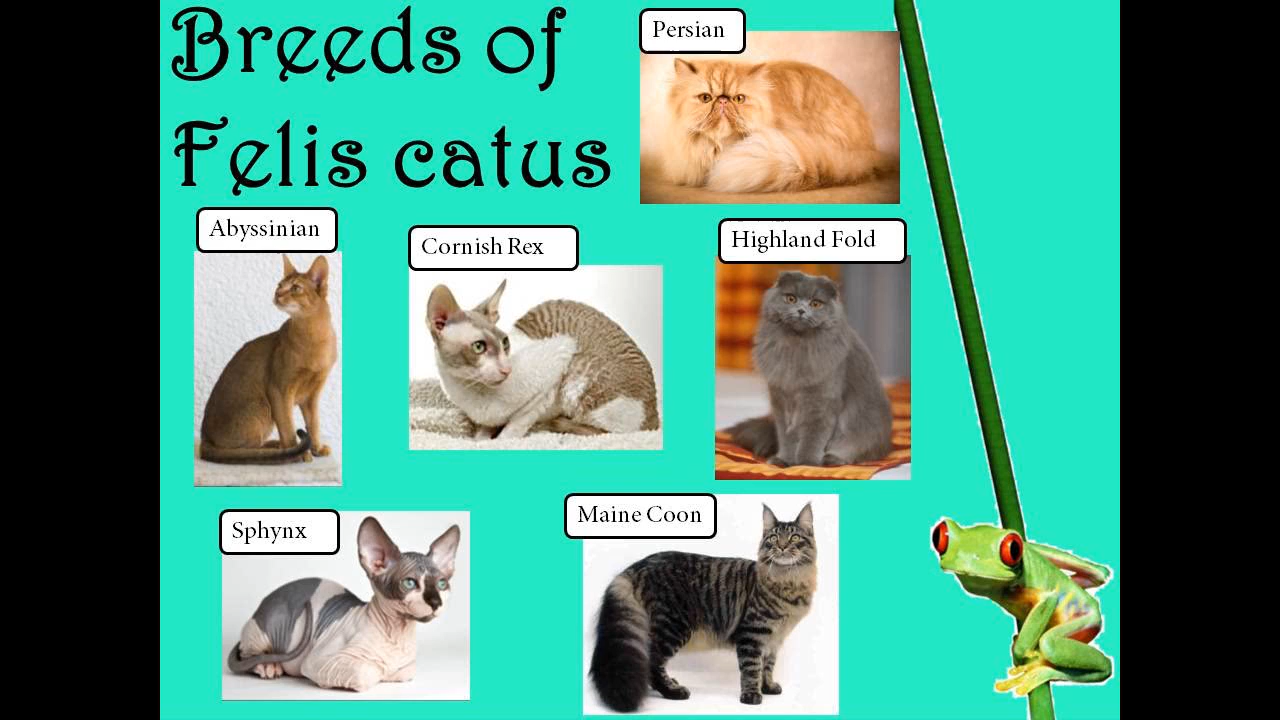 Breeds of
Felis catus
Persian
Abyssinian
Cornish Rex
Highland Fold
Sphynx
Maine Coon